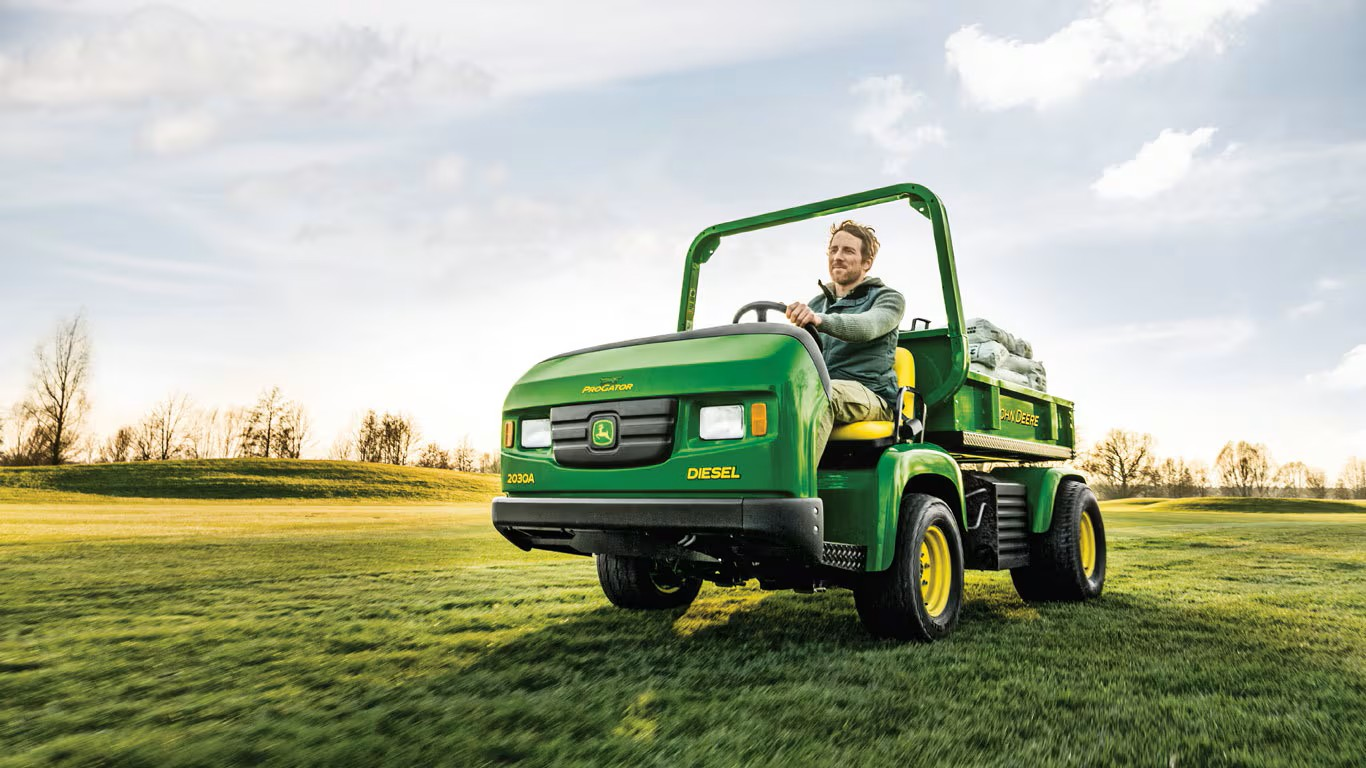 PROGATOR
2030A
DIESEL
JOHN DEERE